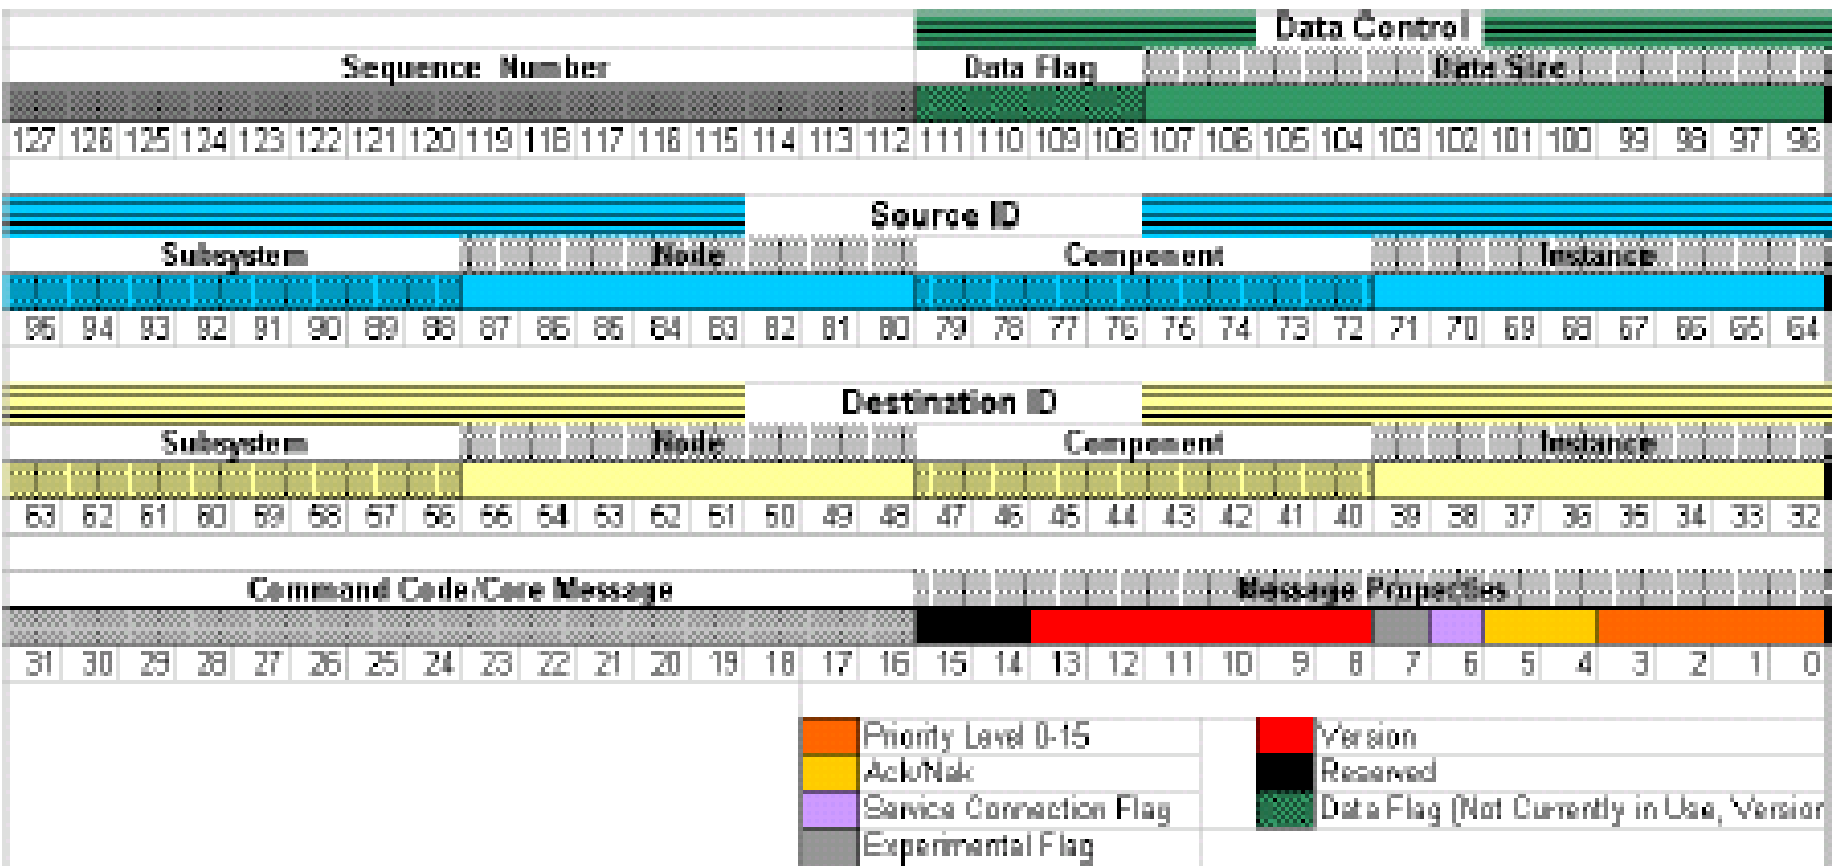 Data Control
Sequence Number Data Flag Data Size
127 126 125 124 123 122 121 120 119 118 117 116 115 114 113 112 111 110 109 108 107 106 105 104 103 102 101 100 99 98 97 96
Source ID
Subsystem Node Component Instance
95 94 93 92 91 90 89 88 87 86 85 84 83 82 81 80 79 78 77 76 75 74 73 72 71 70 69 68 67 66 65 64
Destination ID
Subsystem Node Component Instance
63 62 61 60 59 58 57 56 55 54 53 52 51 50 49 48 47 46 45 44 43 42 41 40 39 38 37 36 35 34 33 32
Command Code/Core Message Message Properties
31 30 29 28 27 26 25 24 23 22 21 20 19 18 17 16 15 14 13 12 11 10 9 8 7 6 5 4 3 2 1 0
Priority Level 0-15 Version
Ack/Nak Reserved
Service Connection Flag Data Flag (Not Currently in Use, Version
Experimental Flag